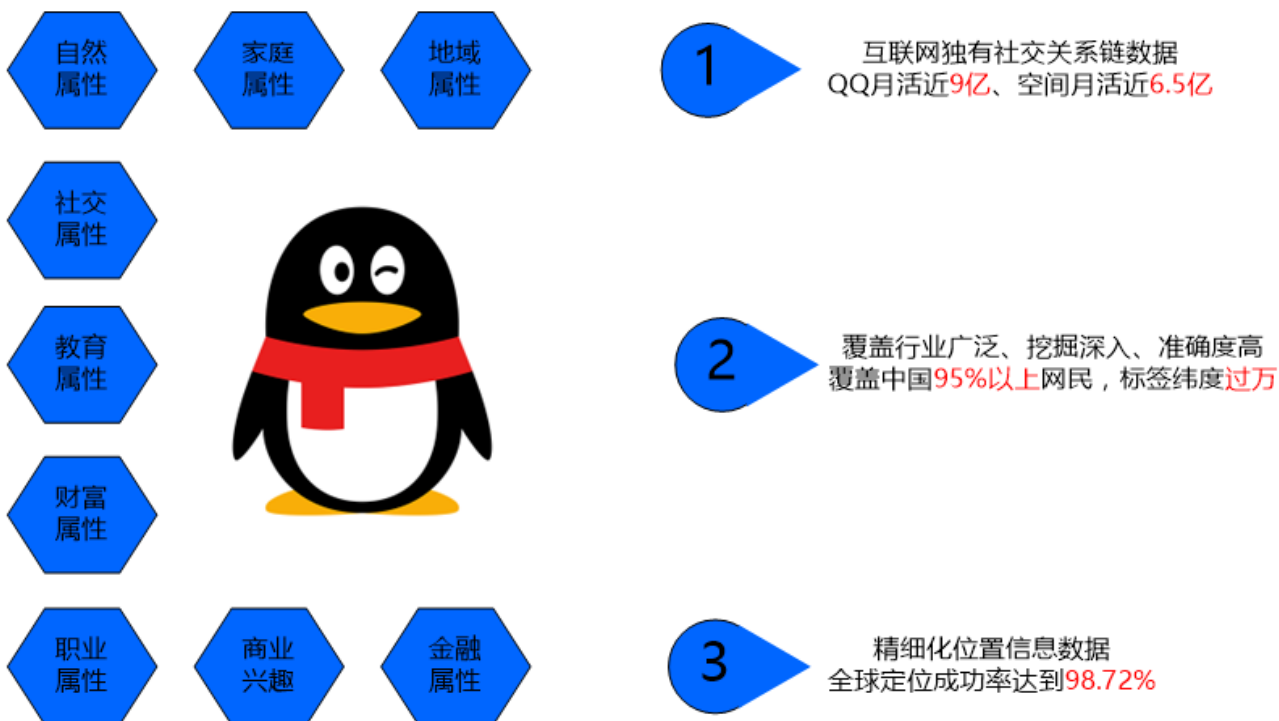 自然
属性
家庭
属性
地域
属性
社交
属性
教育
属性
财富
属性
职业
属性
商业
兴趣
金融
属性
1
互联网独有社交关系链数据
QQ月活近9亿、空间月活近6.5亿
2
覆盖行业广泛、挖掘深入、准确度高
覆盖中国95%以上网民，标签纬度过万
3
精细化位置信息数据
全球定位成功率达到98.72%